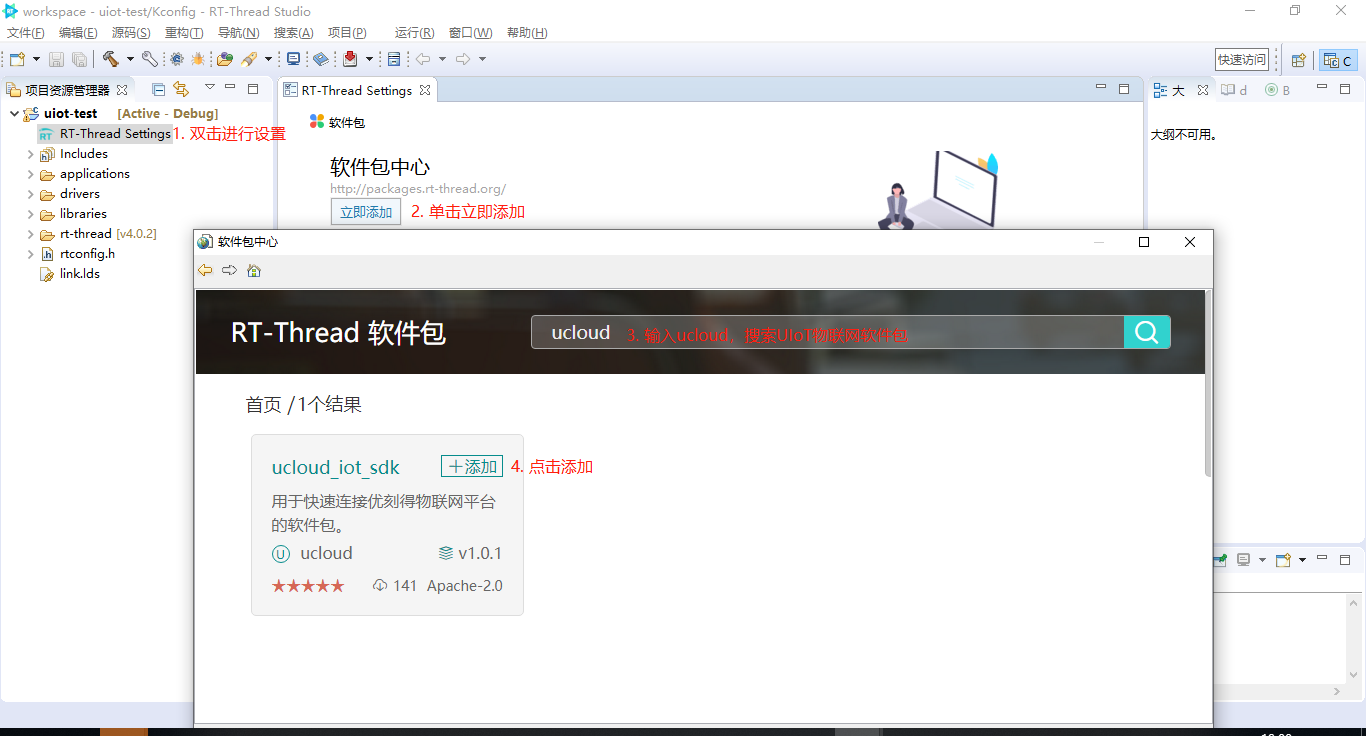 workspace - uiot-test/Kconfig - RT-Thread Studio
文件(F) 编辑(E) 源码(S) 重构(T) 导航(N) 搜索(A) 项目(P) 运行(R) 窗口(W) 帮助(H)
快速访问 C
项目资源管理器
RT-Thread Settings
大 d B
uiot-test [Active - Debug]
RT RT-Thread Settings 1. 双击进行设置
软件包
大纲不可用。
Includes
applications
drivers
libraries
rt-thread [v4.0.2]
rtconfig.h
link.lds
软件包中心
http://packages.rt-thread.org/
立即添加 2. 单击立即添加
软件包中心
RT-Thread 软件包
ucloud 3. 输入ucloud，搜索UIoT物联网软件包
首页 /1个结果
ucloud_iot_sdk +添加 4. 点击添加
用于快速连接优刻得物联网平台
的软件包。
U ucloud v1.0.1
★★★★★ 141 Apache-2.0